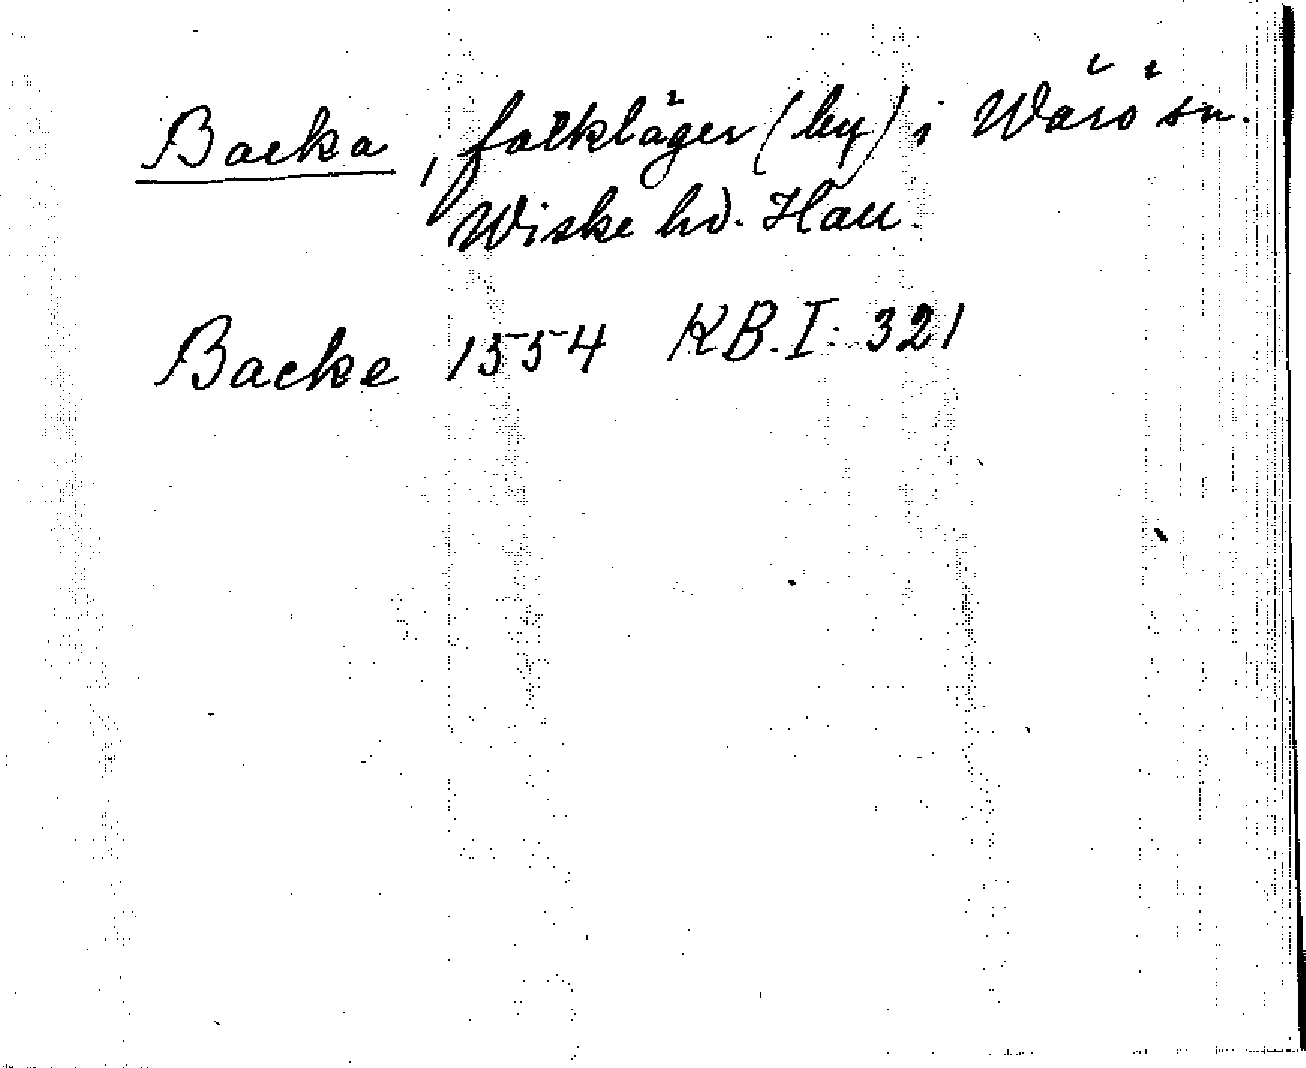 Backa, folkläger (by) i Wärö sn.
Wiske hd. Hall.
Backe 1554 KB.I: 321